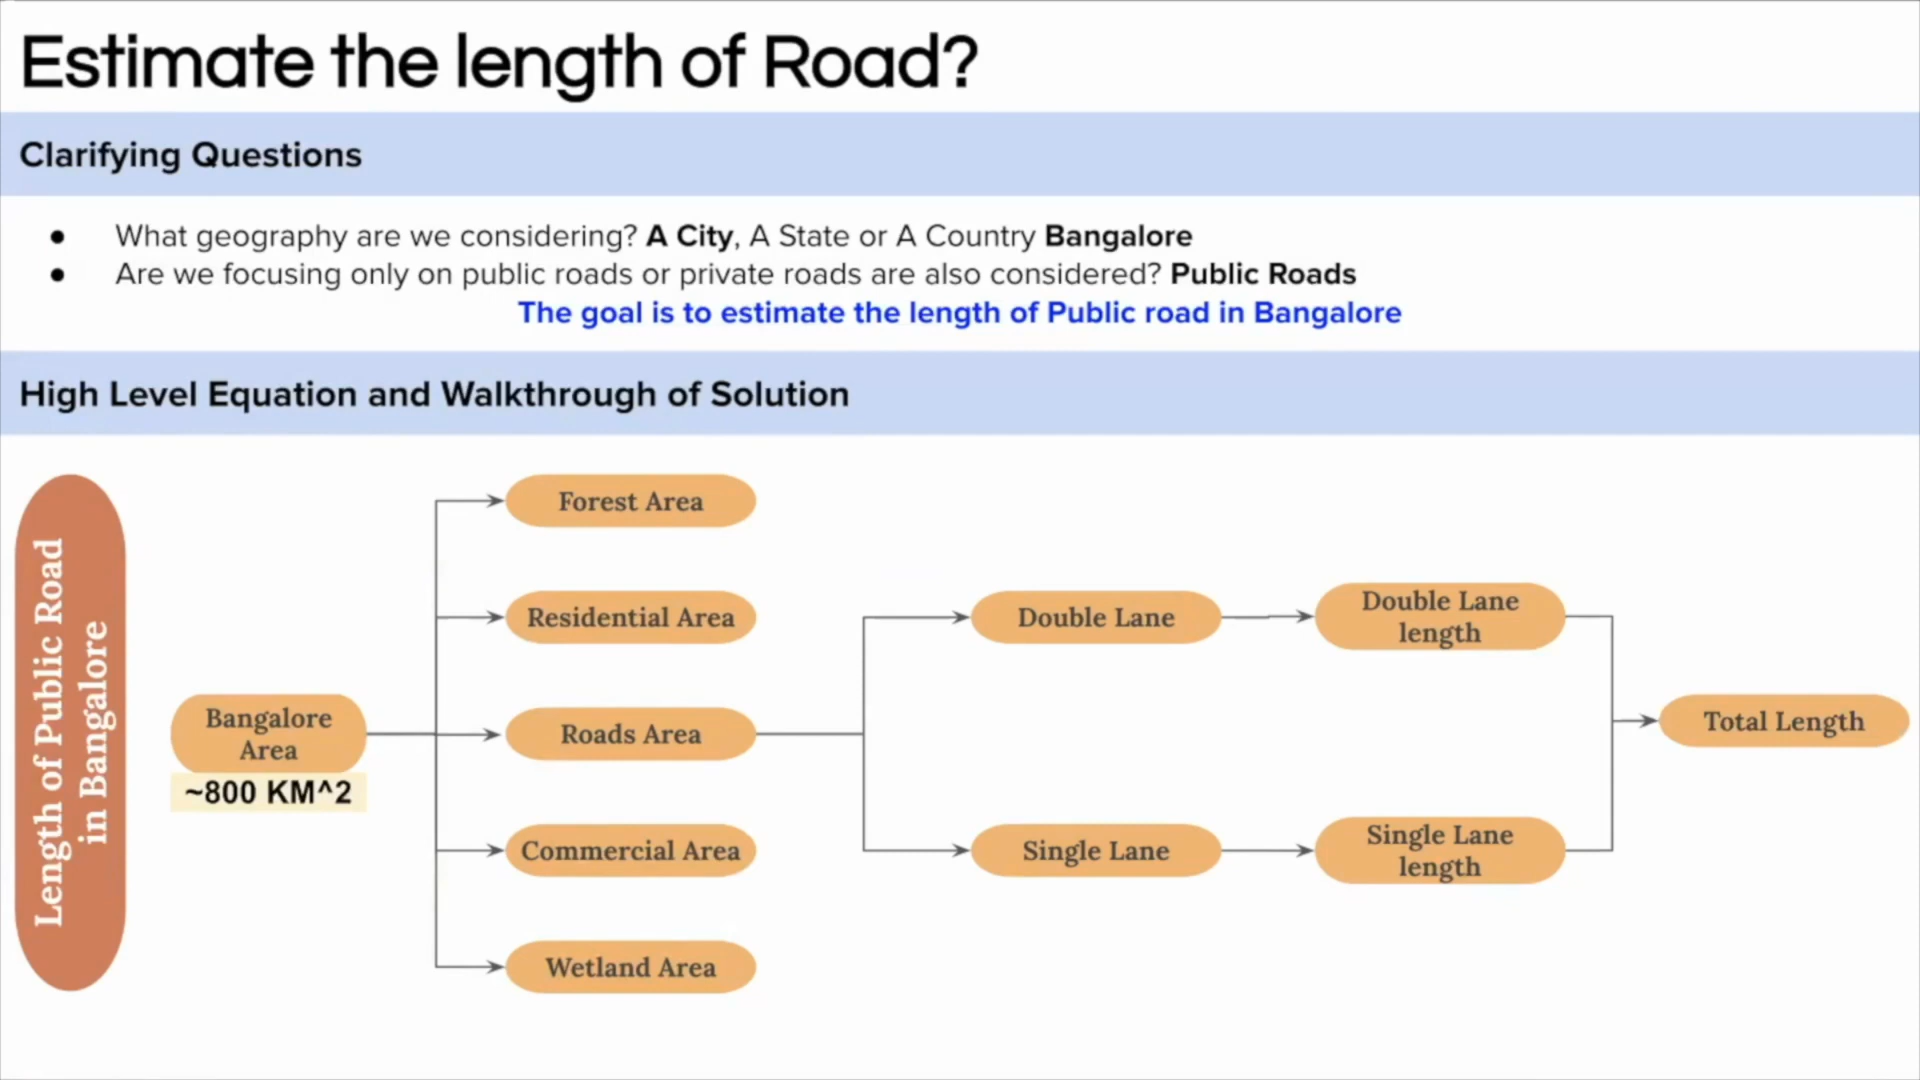 Estimate the length of Road?
Clarifying Questions
● What geography are we considering? A City, A State or A Country Bangalore
● Are we focusing only on public roads or private roads are also considered? Public Roads
The goal is to estimate the length of Public road in Bangalore
High Level Equation and Walkthrough of Solution
Length of Public Road
in Bangalore
Bangalore
Area
~800 KM^2
Forest Area
Residential Area
Roads Area
Commercial Area
Wetland Area
Double Lane
Single Lane
Double Lane
length
Single Lane
length
Total Length